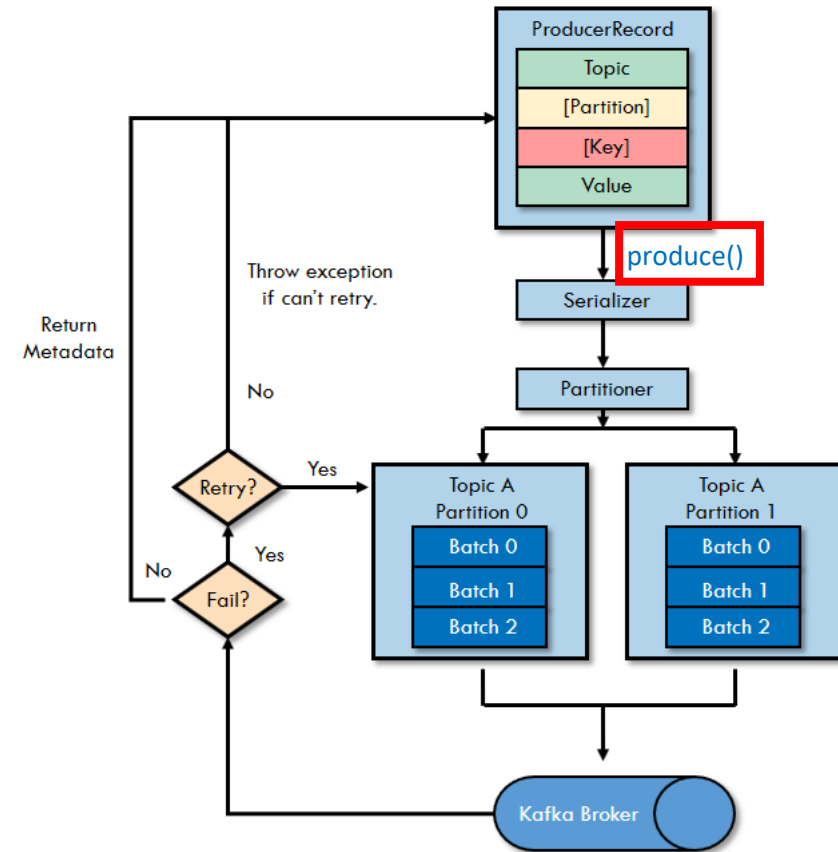 ProducerRecord
Topic
[Partition]
[Key]
Value
produce()
Serializer
Partitioner
Topic A
Partition 0
Batch 0
Batch 1
Batch 2
Topic A
Partition 1
Batch 0
Batch 1
Batch 2
Kafka Broker
Fail?
Yes
No
Retry?
Yes
No
Throw exception
if can't retry.
Return
Metadata